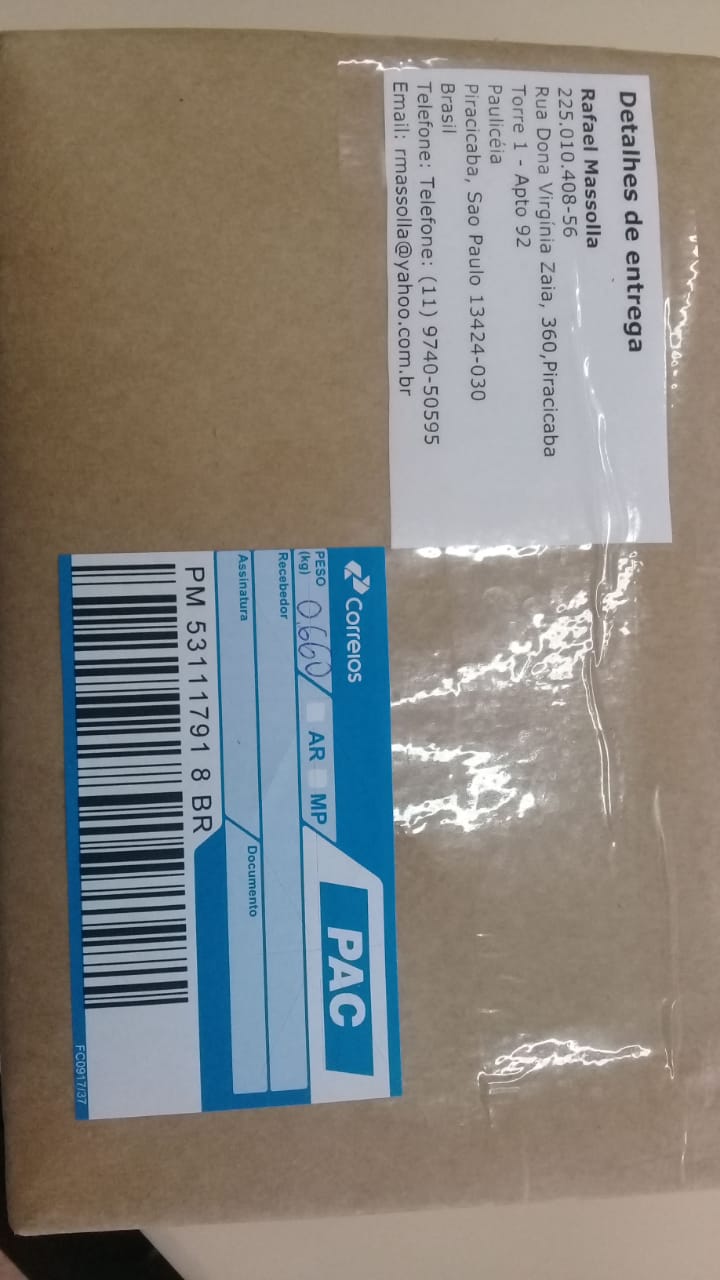 Detalhes de entrega
Rafael Massolla
225.010.408-56
Rua Dona Virgínia Zaia, 360,Piracicaba
Torre 1 - Apto 92
Paulicéia
Piracicaba, Sao Paulo 13424-030
Brasil
Telefone: Telefone: (11) 9740-50595
Email: rmassolla@yahoo.com.br
Correios
PAC
PESO (kg) 0,660
AR MP
Recebedor
Assinatura
Documento
PM 53111791 8 BR
FC0917/37